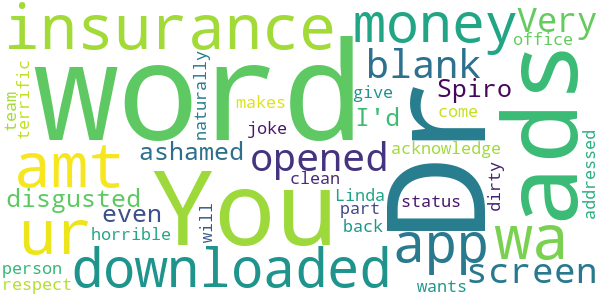 insurance
money
Very
office
word
blank
ads
team
terrific
naturally
makes
give
Spiro
come
joke
I'd
Dr
amt
You
ashamed
opened
acknowledge
addressed
disgusted
clean
dirty
Linda
status
ur
even
will
part
app
wa
horrible
back
screen
person
respect
downloaded
wants